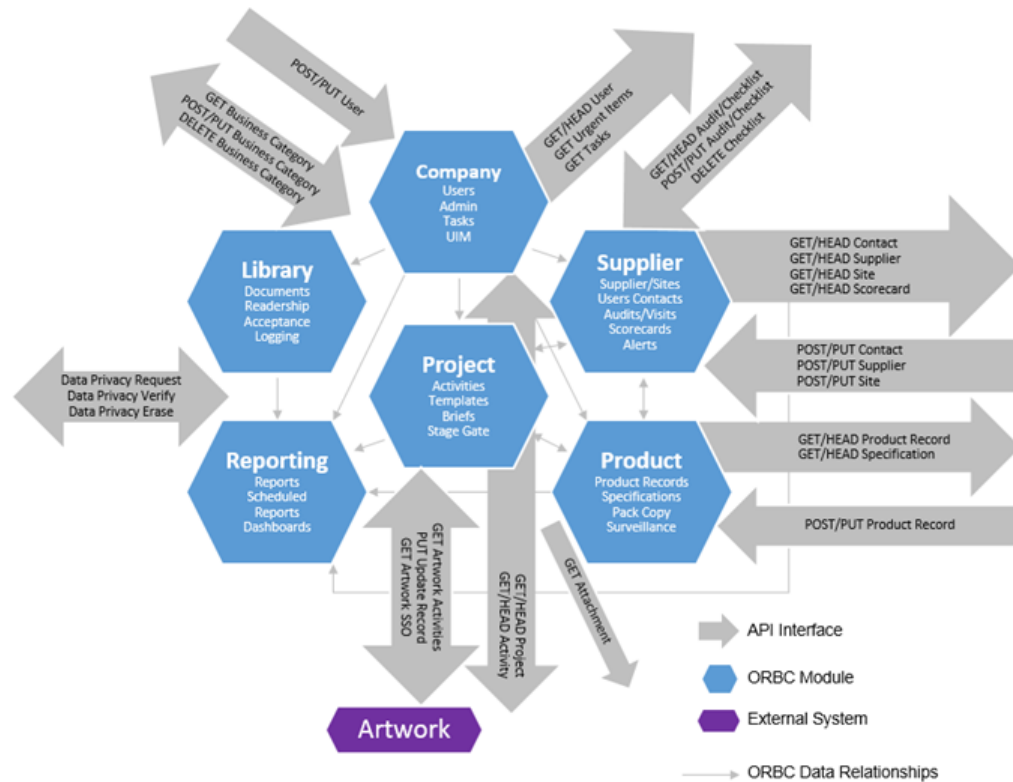 POST/PUT User
GET Business Category
POST/PUT Business Category
DELETE Business Category
GET/HEAD User
GET Urgent Items
GET Tasks
GET/HEAD Audit/Checklist
POST/PUT Audit/Checklist
DELETE Checklist
Company
Users
Admin
Tasks
UIM
Library
Documents
Readership
Acceptance
Logging
Supplier
Supplier/Sites
Users Contacts
Audits/Visits
Scorecards
Alerts
GET/HEAD Contact
GET/HEAD Supplier
GET/HEAD Site
GET/HEAD Scorecard
Project
Activities
Templates
Briefs
Stage Gate
POST/PUT Contact
POST/PUT Supplier
POST/PUT Site
Data Privacy Request
Data Privacy Verify
Data Privacy Erase
Reporting
Reports
Scheduled
Reports
Dashboards
Product
Product Records
Specifications
Pack Copy
Surveillance
GET/HEAD Product Record
GET/HEAD Specification
POST/PUT Product Record
GET Artwork Activities
PUT Update Record
GET Artwork SSO
GET/HEAD Project
GET/HEAD Activity
GET Attachment
Artwork
API Interface
ORBC Module
External System
ORBC Data Relationships